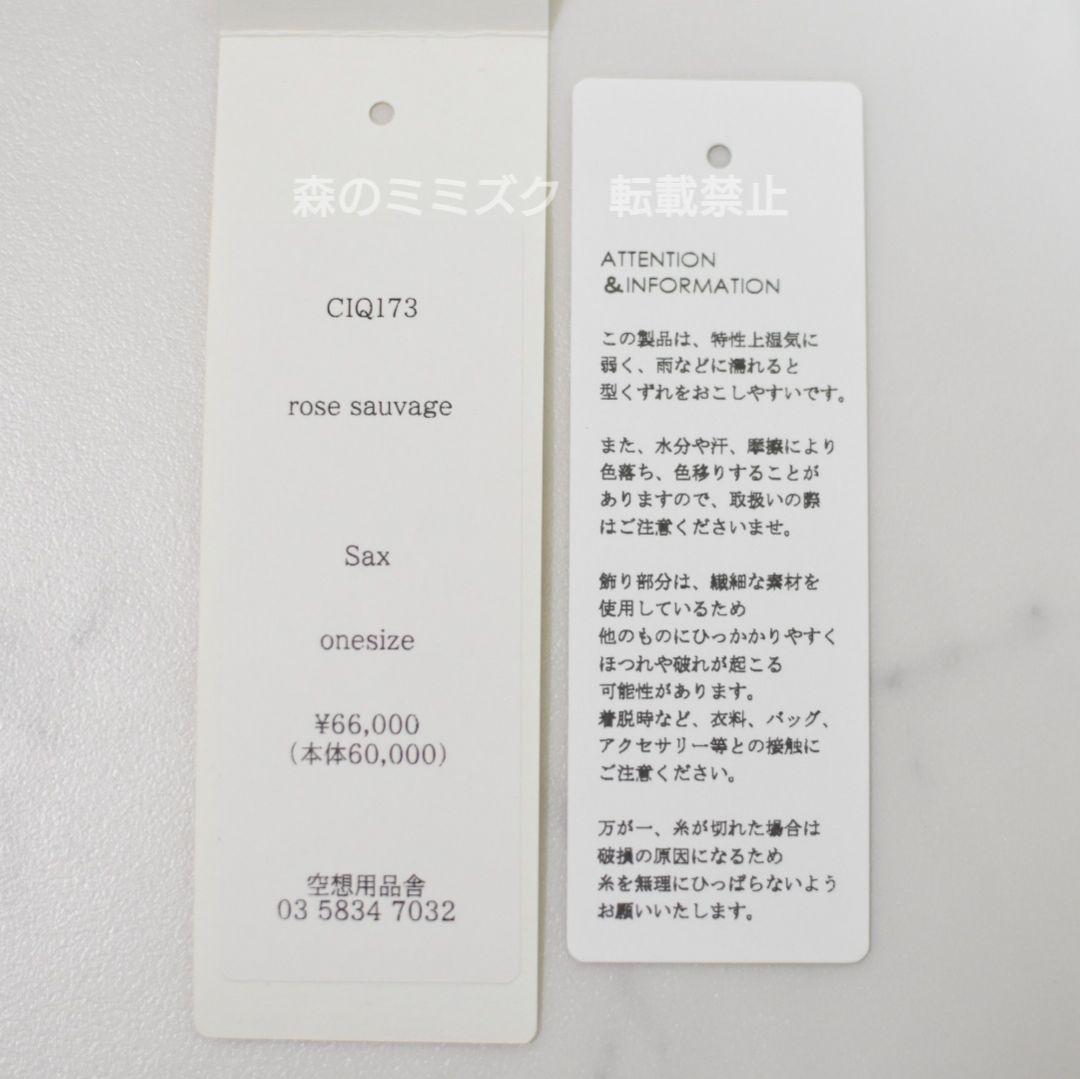 森のミミズク 転載禁止
CIQ173
rose sauvage
Sax
onesize
¥66,000
(本体60,000)
空想用品舎
03 5834 7032
ATTENTION
&INFORMATION
この製品は、特性上湿気に
弱く、雨などに濡れると
型くずれをおこしやすいです。
また、水分や汗、摩擦により
色落ち、色移りすることが
ありますので、取扱いの際
はご注意くださいませ。
飾り部分は、繊細な素材を
使用しているため
他のものにひっかかりやすく
ほつれや破れが起こる
可能性があります。
着脱時など、衣料、バッグ、
アクセサリー等との接触に
ご注意ください。
万が一、糸が切れた場合は
破損の原因になるため
糸を無理にひっぱらないよう
お願いいたします。